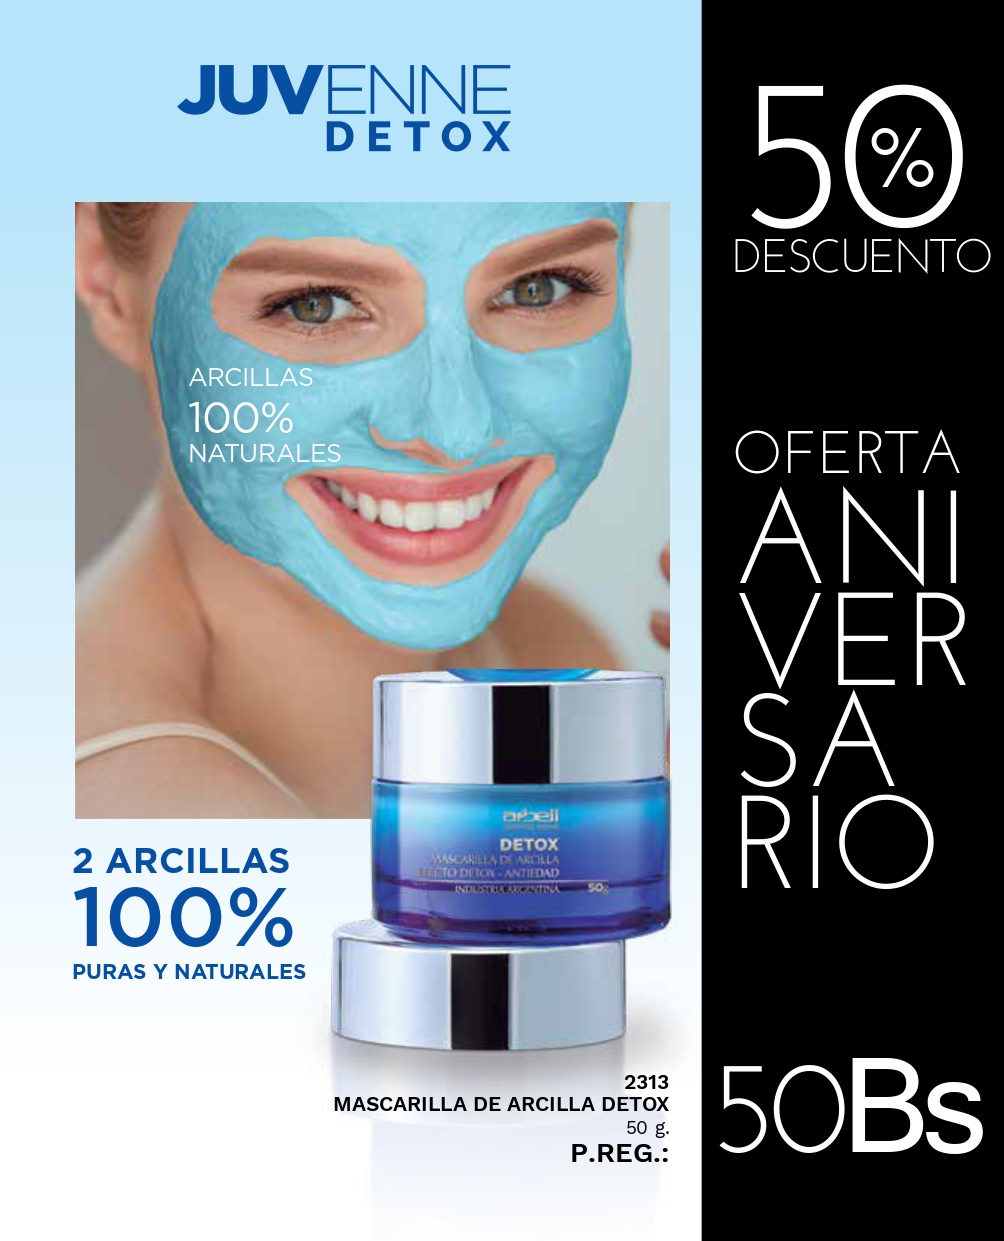 JUVENNE
DETOX
ARCILLAS
100%
NATURALES
arbell
DETOX
MASCARILLA DE ARCILLA
EFECTO DETOX - ANTIEDAD
INDUSTRIA ARGENTINA 50g
2 ARCILLAS
100%
PURAS Y NATURALES
2313
MASCARILLA DE ARCILLA DETOX
50 g.
P.REG.:
50%
DESCUENTO
OFERTA
ANI
VER
SA
RIO
50Bs